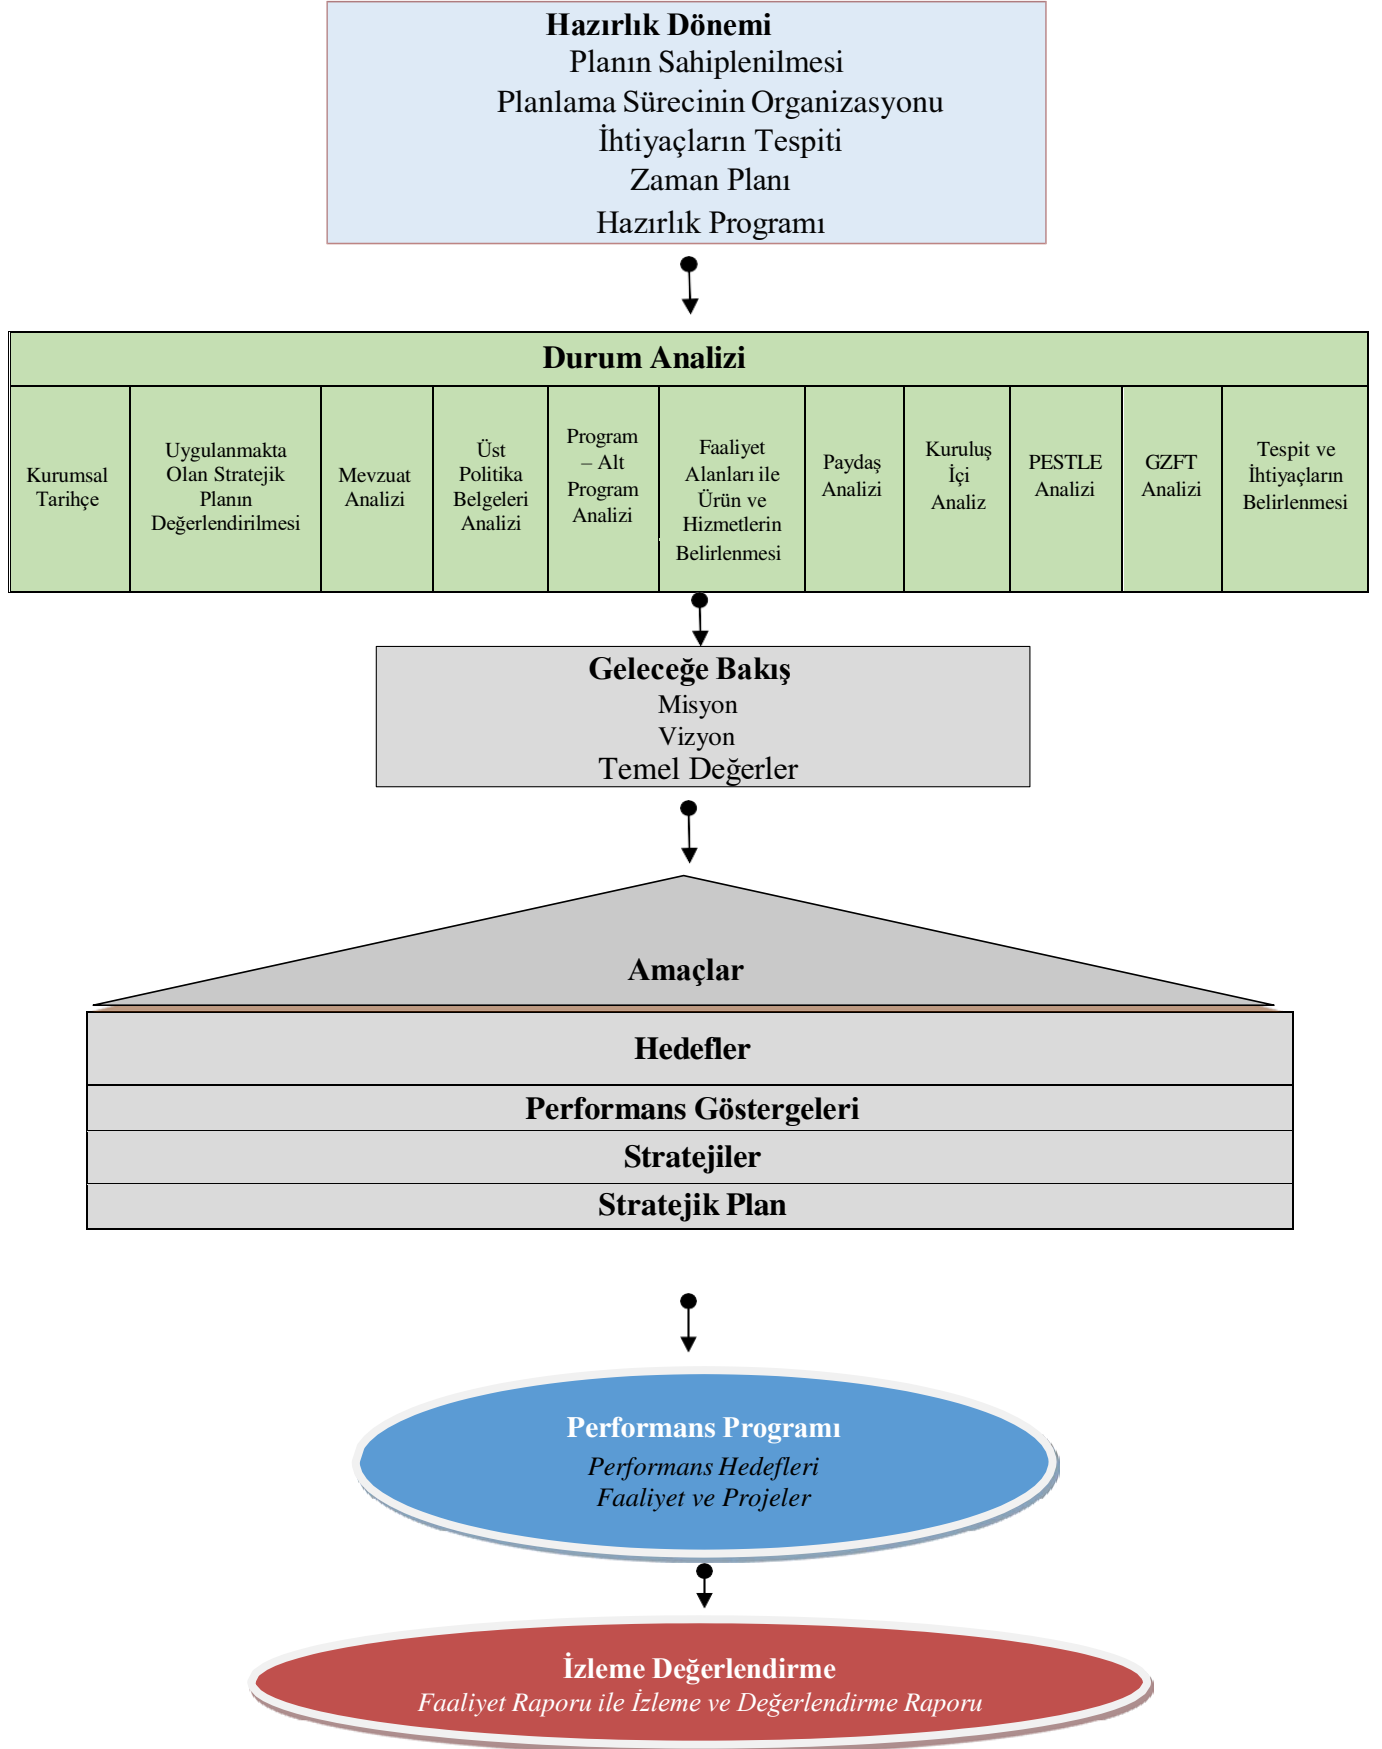 Hazırlık Dönemi
Planın Sahiplenilmesi
Planlama Sürecinin Organizasyonu
İhtiyaçların Tespiti
Zaman Planı
Hazırlık Programı
Durum Analizi
Kurumsal
Tarihçe
Uygulanmakta
Olan Stratejik
Planın
Değerlendirilmesi
Mevzuat
Analizi
Üst
Politika
Belgeleri
Analizi
Program
– Alt
Program
Analizi
Faaliyet
Alanları ile
Ürün ve
Hizmetlerin
Belirlenmesi
Paydaş
Analizi
Kuruluş
İçi
Analiz
PESTLE
Analizi
GZFT
Analizi
Tespit ve
İhtiyaçların
Belirlenmesi
Geleceğe Bakış
Misyon
Vizyon
Temel Değerler
Amaçlar
Hedefler
Performans Göstergeleri
Stratejiler
Stratejik Plan
Performans Programı
Performans Hedefleri
Faaliyet ve Projeler
İzleme Değerlendirme
Faaliyet Raporu ile İzleme ve Değerlendirme Raporu